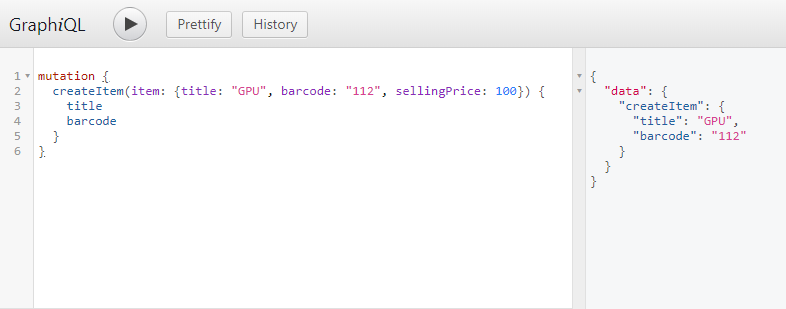 GraphiQL Prettify History
1 mutation {
2 createItem(item: {title: "GPU", barcode: "112", sellingPrice: 100}) {
3 title
4 barcode
5 }
6 }
{
"data": {
"createItem": {
"title": "GPU",
"barcode": "112"
}
}
}